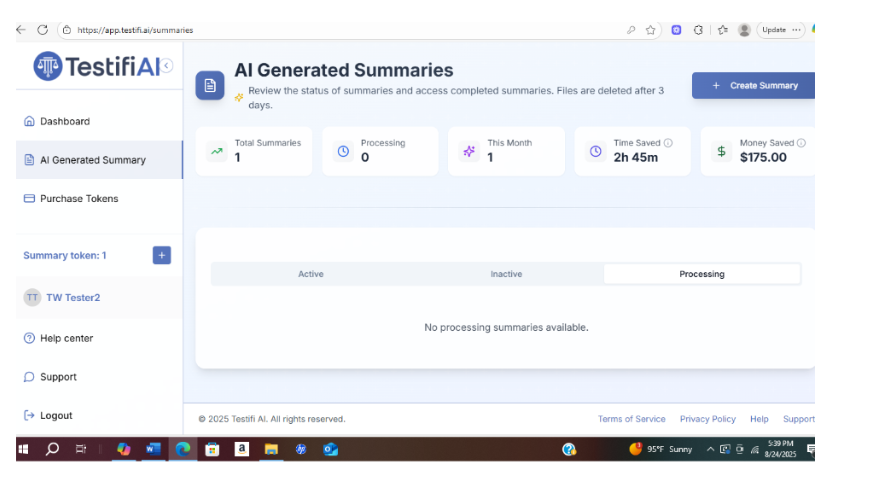 https://app.testifi.ai/summaries
Update
TestifiAI
Dashboard
AI Generated Summary
Purchase Tokens
Summary token: 1
+
TT TW Tester2
Help center
Support
Logout
AI Generated Summaries
Review the status of summaries and access completed summaries. Files are deleted after 3
days.
+ Create Summary
Total Summaries
1
Processing
0
This Month
1
Time Saved
2h 45m
$ Money Saved
$175.00
Active Inactive Processing
No processing summaries available.
© 2025 Testifi AI. All rights reserved.
Terms of Service Privacy Policy Help Support
95°F Sunny
5:39 PM
8/24/2025